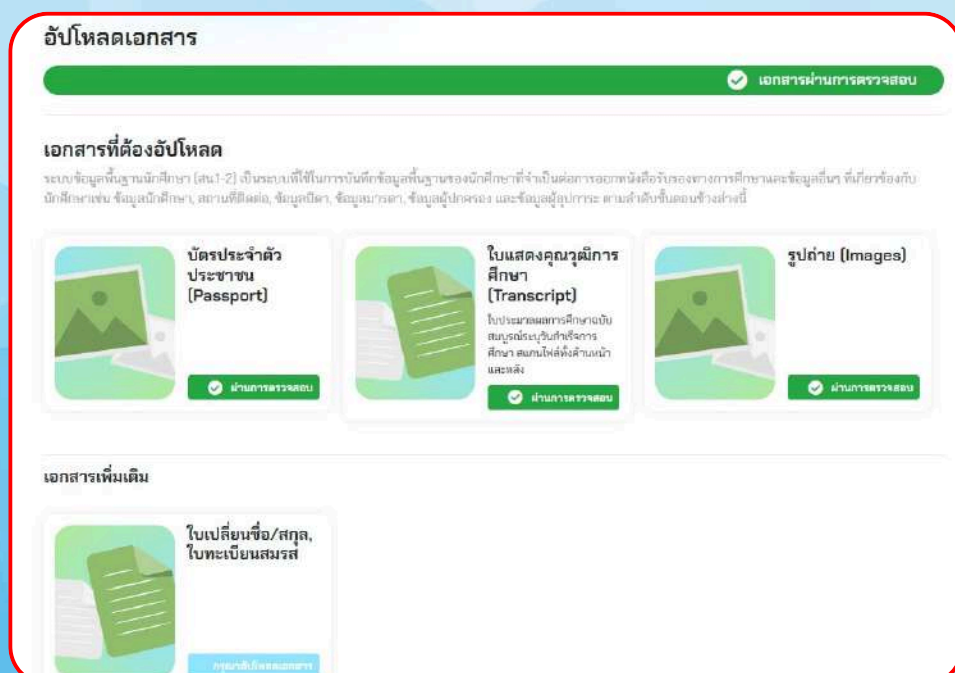 อัปโหลดเอกสาร
เอกสารผ่านการตรวจสอบ
เอกสารที่ต้องอัปโหลด
ระบบข้อมูลพื้นฐานนักศึกษา (สน.1-2) เป็นระบบที่ใช้ในการบันทึกข้อมูลพื้นฐานของนักศึกษาที่จำเป็นต่อการออกหนังสือรับรองทางการศึกษาและข้อมูลอื่นๆ ที่เกี่ยวข้องกับ
นักศึกษาเช่น ข้อมูลนักศึกษา, สถานที่ติดต่อ, ข้อมูลบิดา, ข้อมูลมารดา, ข้อมูลผู้ปกครอง และข้อมูลผู้อุปการะ ตามลำดับขั้นตอนข้างล่างนี้
บัตรประจำตัว
ประชาชน
(Passport)
ผ่านการตรวจสอบ
ใบแสดงคุณวุฒิการ
ศึกษา
(Transcript)
ใบประมวลผลการศึกษาฉบับ
สมบูรณ์ระบุวันสำเร็จการ
ศึกษา สแกนไฟล์ทั้งด้านหน้า
และหลัง
ผ่านการตรวจสอบ
รูปถ่าย (Images)
ผ่านการตรวจสอบ
เอกสารเพิ่มเติม
ใบเปลี่ยนชื่อ/สกุล,
ใบทะเบียนสมรส
กรุณาอัปโหลดเอกสาร